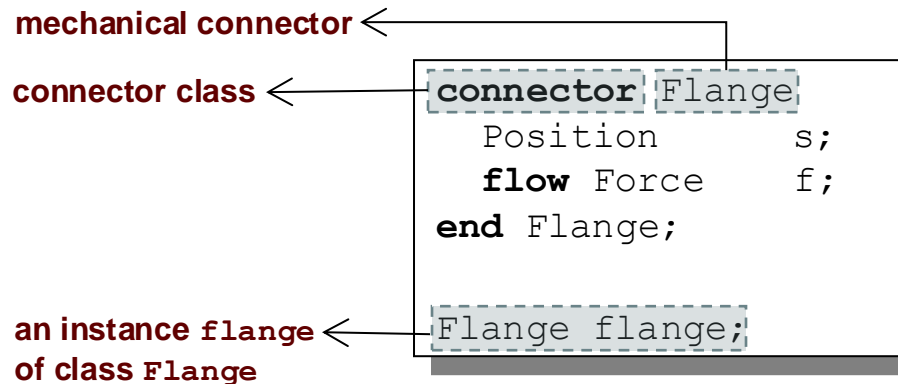 mechanical connector
connector class
connector Flange
Position s;
flow Force f;
end Flange;
an instance flange
of class Flange
Flange flange;